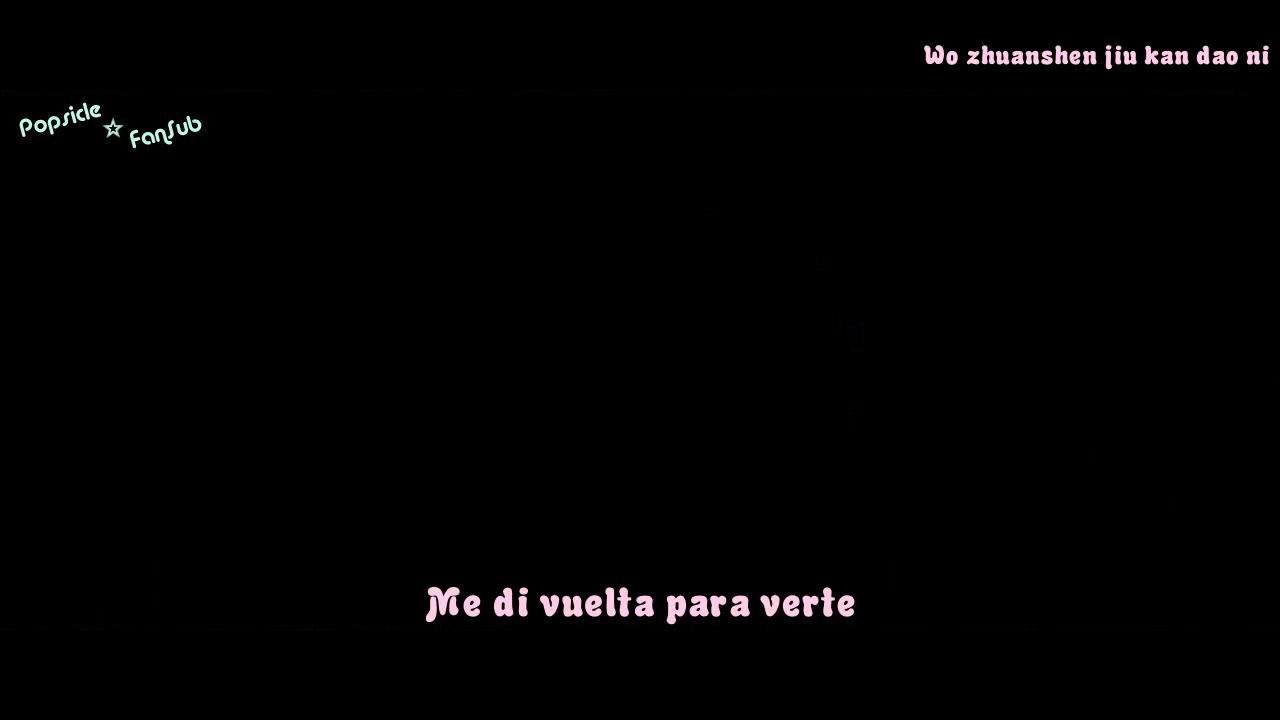 Wo zhuanshen jiu kan dao ni
Popsicle ☆ FanSub
Me di vuelta para verte